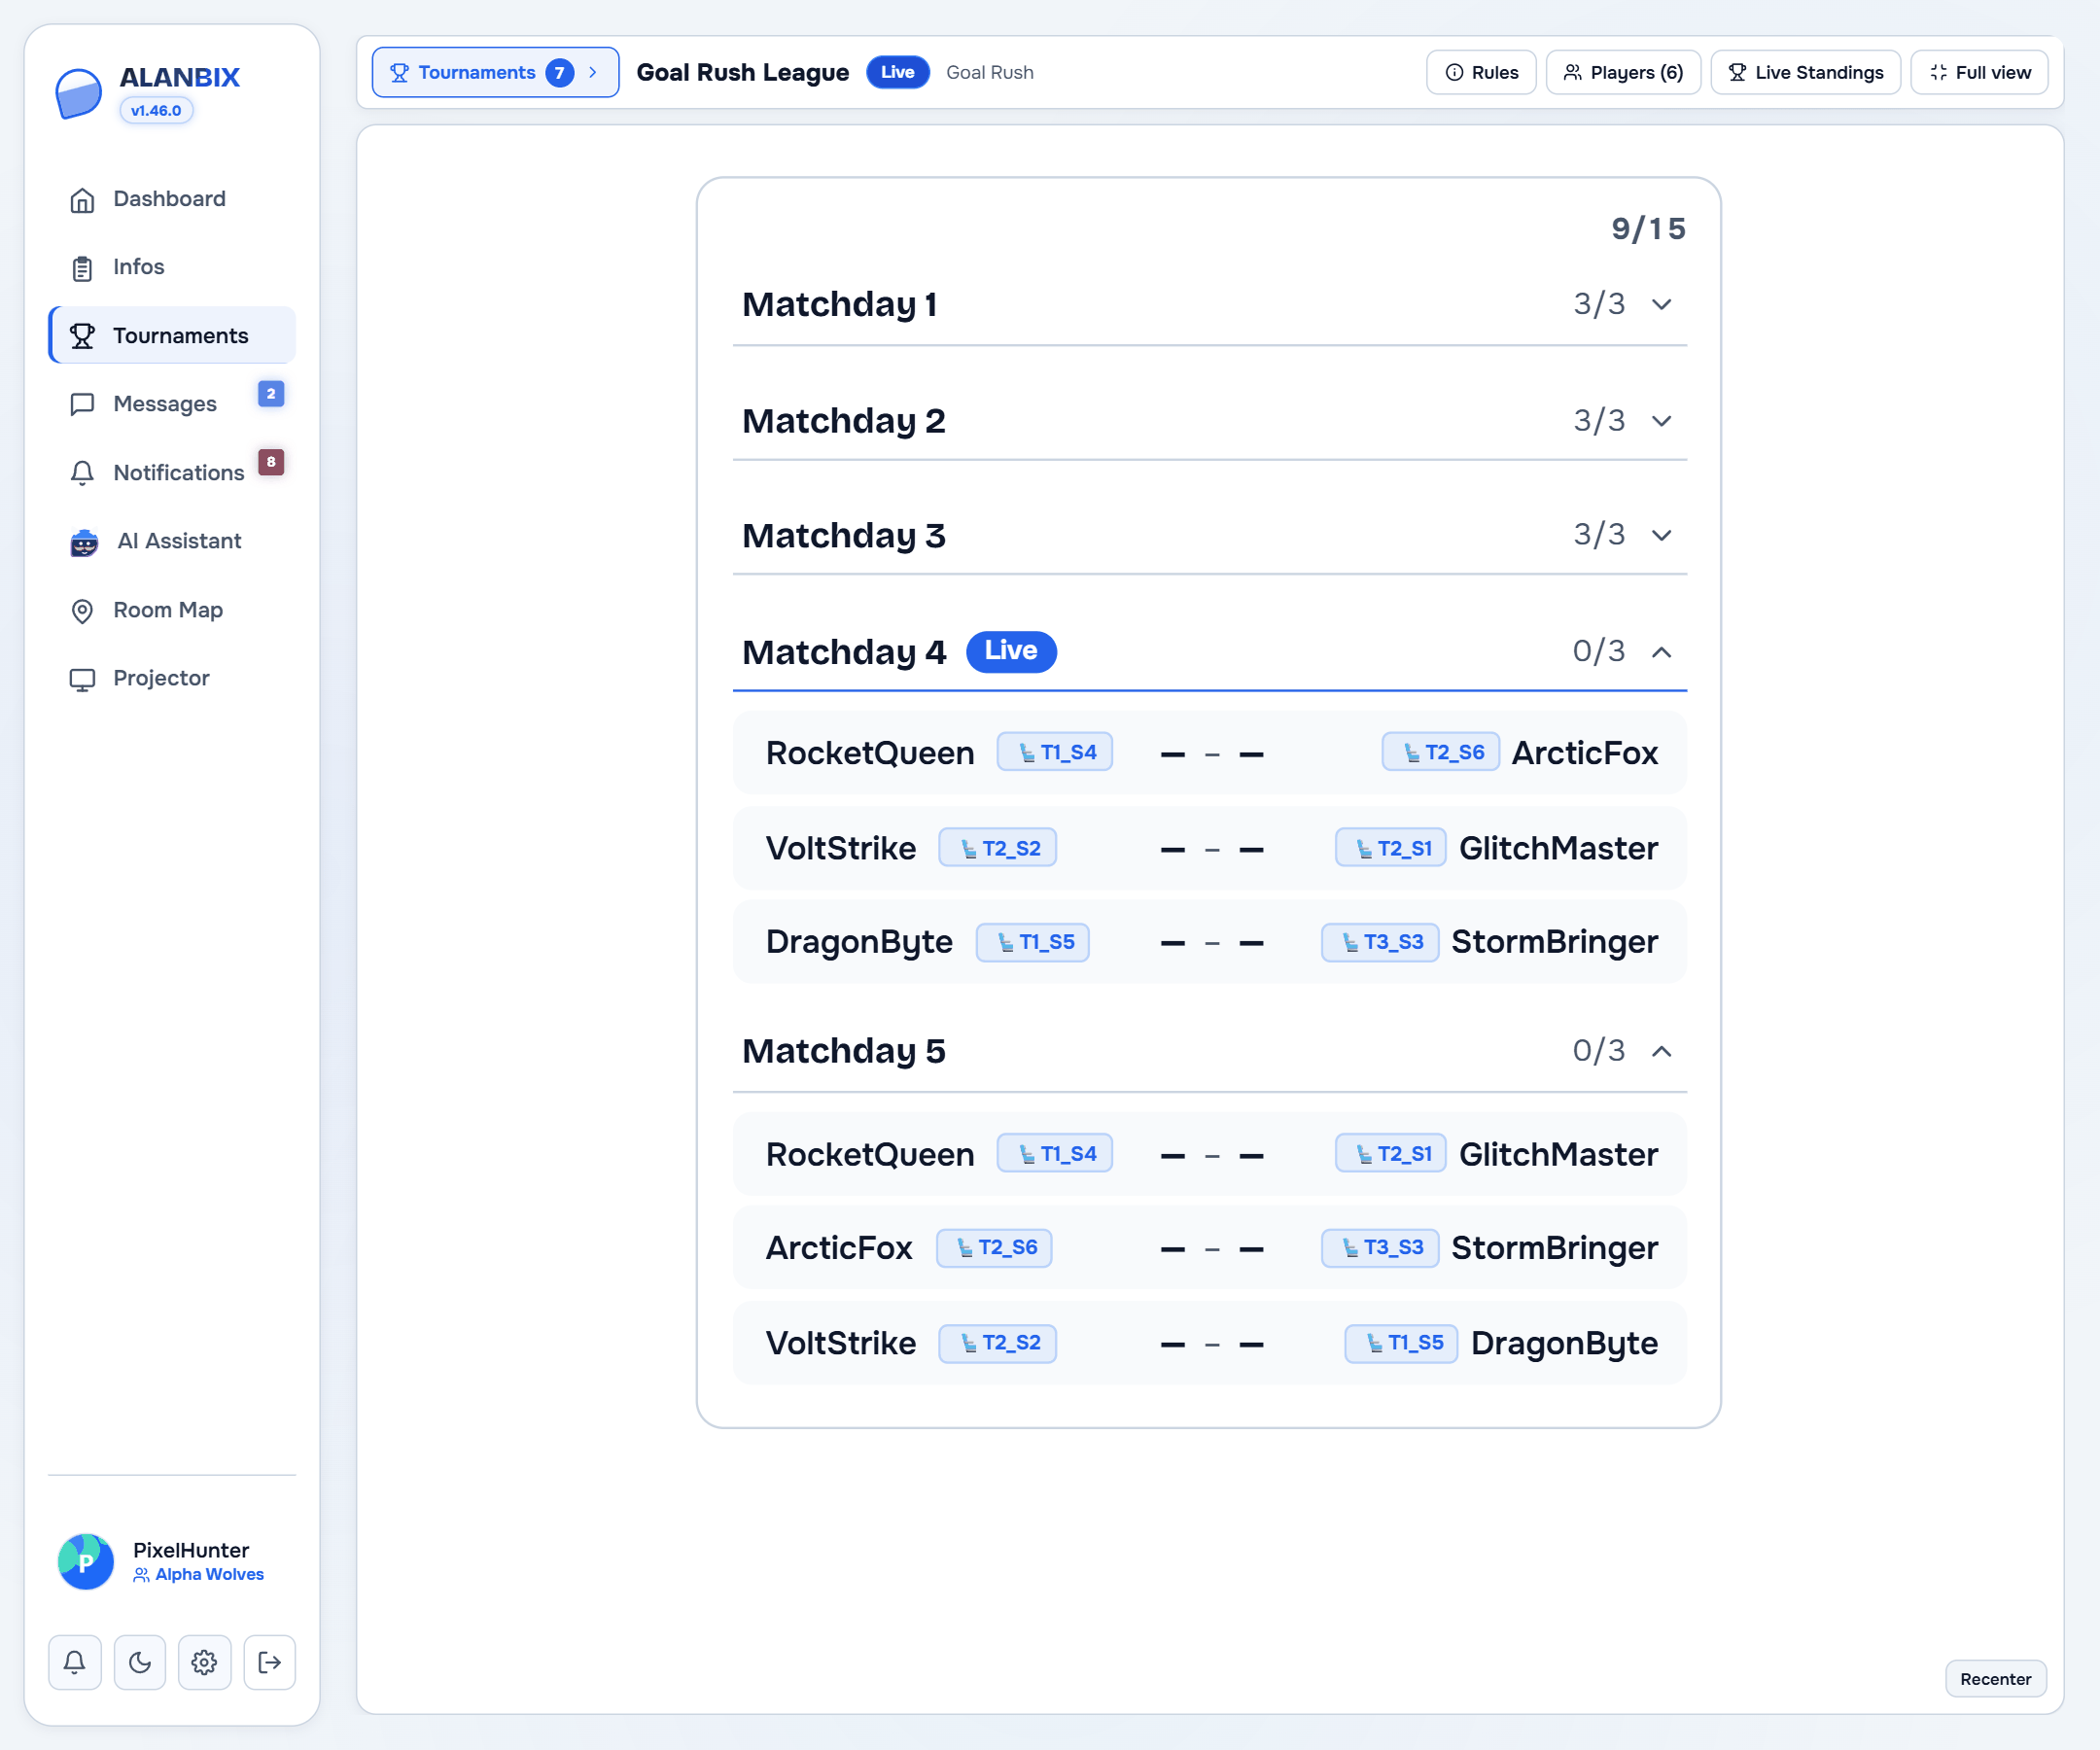 ALANBIX
v1.46.0
Dashboard
Infos
Tournaments
Messages 2
Notifications 8
AI Assistant
Room Map
Projector
P
PixelHunter
Alpha Wolves
Tournaments 7
Goal Rush League Live Goal Rush
Rules
Players (6)
Live Standings
Full view
9/15
Matchday 1 3/3
Matchday 2 3/3
Matchday 3 3/3
Matchday 4 Live 0/3
RocketQueen T1_S4 – – – T2_S6 ArcticFox
VoltStrike T2_S2 – – – T2_S1 GlitchMaster
DragonByte T1_S5 – – – T3_S3 StormBringer
Matchday 5 0/3
RocketQueen T1_S4 – – – T2_S1 GlitchMaster
ArcticFox T2_S6 – – – T3_S3 StormBringer
VoltStrike T2_S2 – – – T1_S5 DragonByte
Recenter